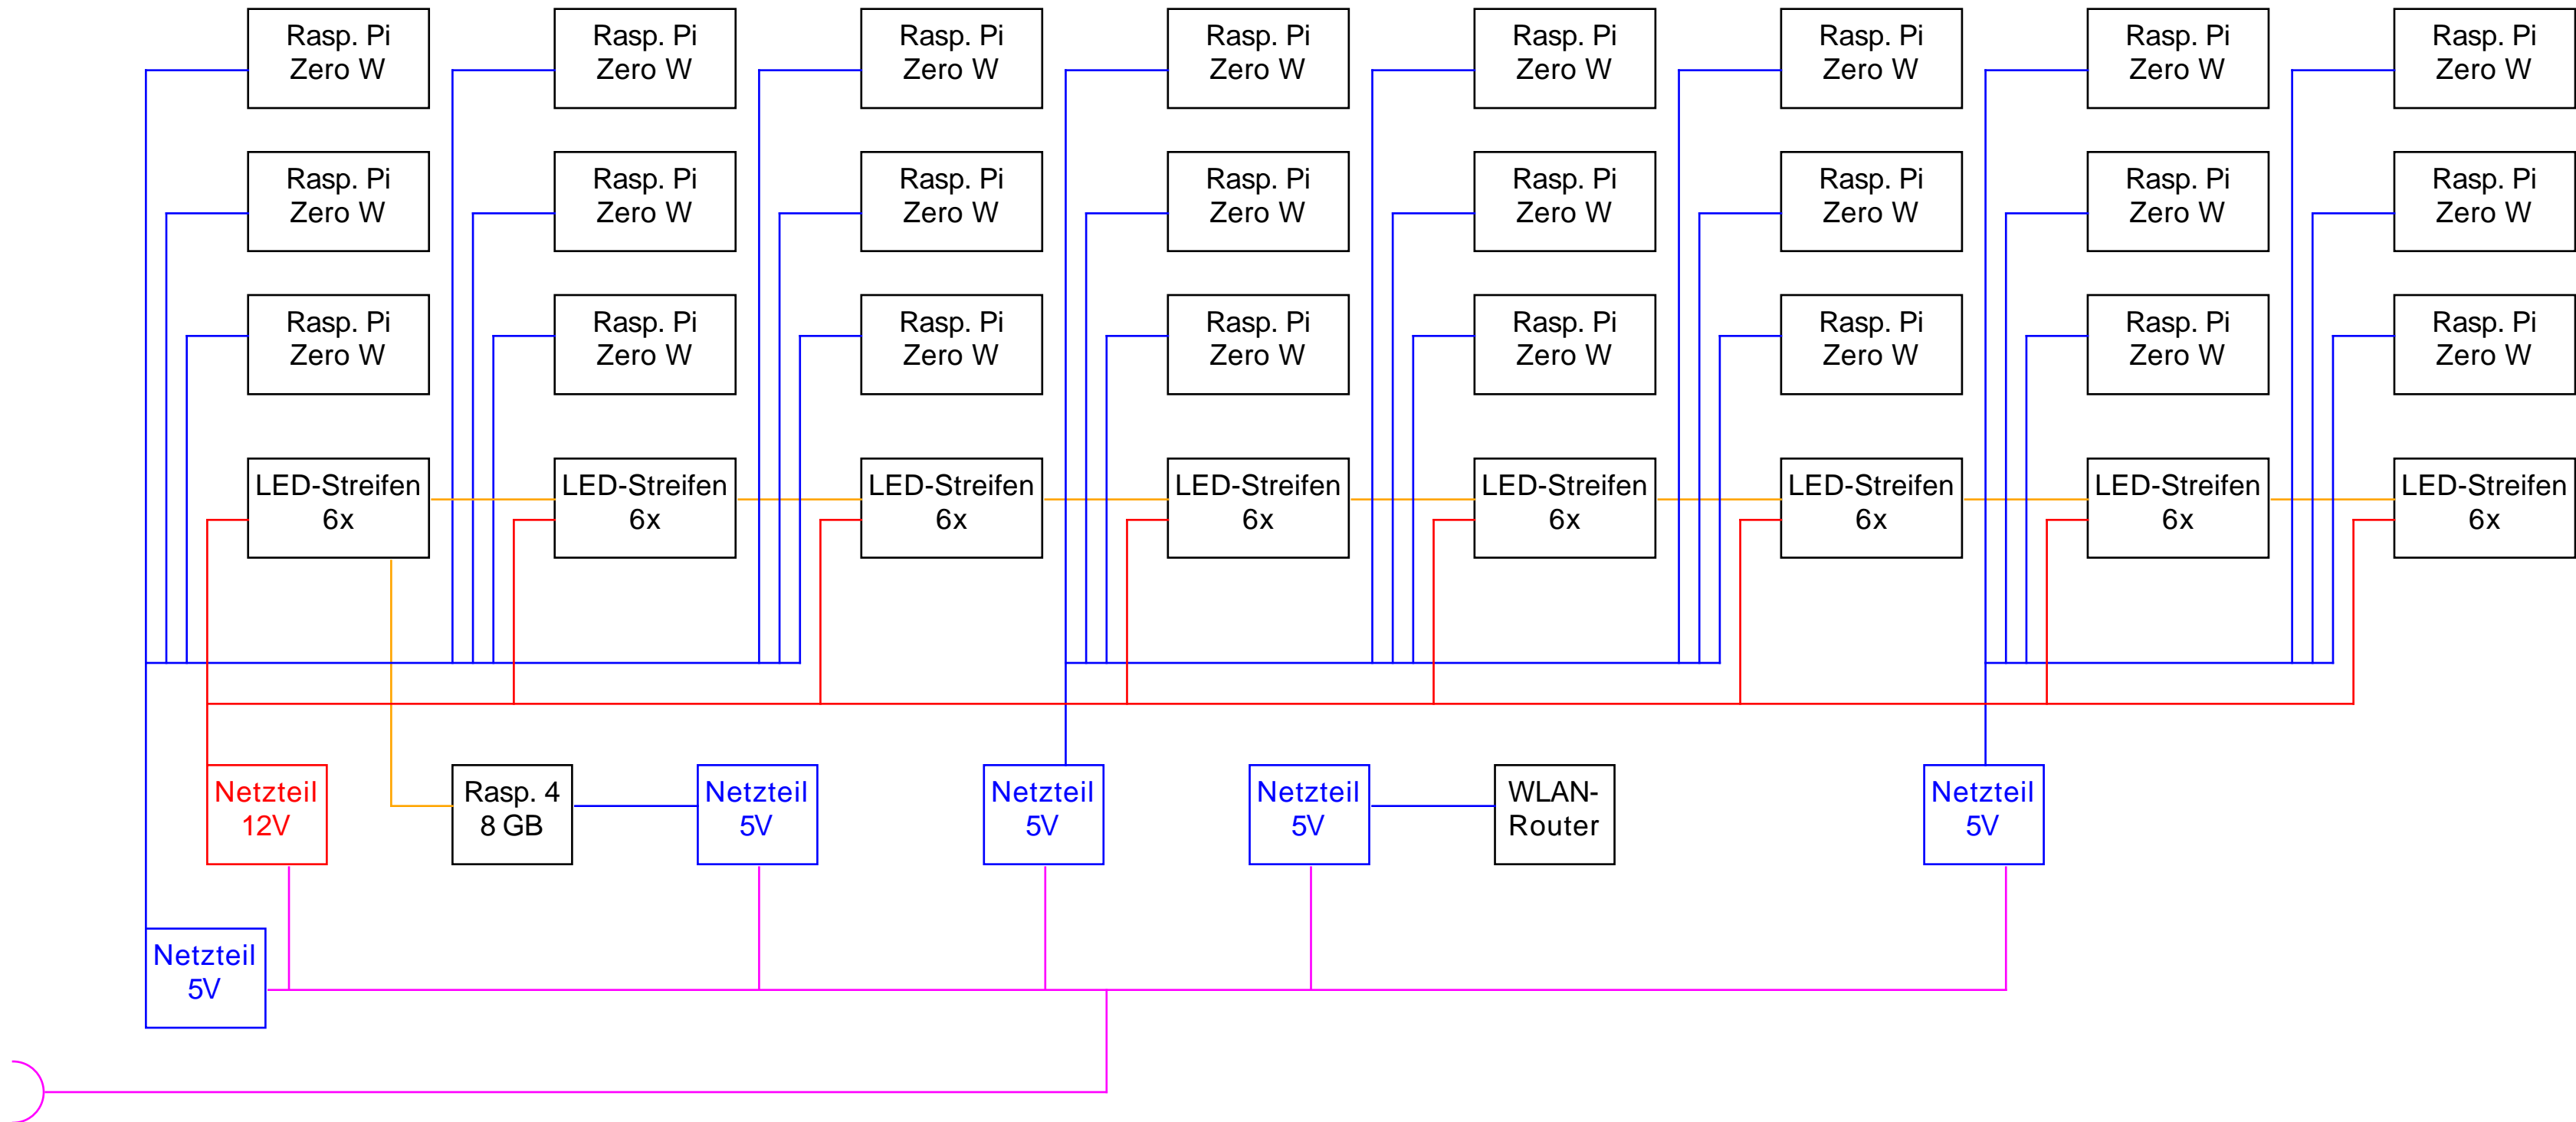 Rasp. Pi
Zero W
Rasp. Pi
Zero W
Rasp. Pi
Zero W
Rasp. Pi
Zero W
Rasp. Pi
Zero W
Rasp. Pi
Zero W
Rasp. Pi
Zero W
Rasp. Pi
Zero W
Rasp. Pi
Zero W
Rasp. Pi
Zero W
Rasp. Pi
Zero W
Rasp. Pi
Zero W
Rasp. Pi
Zero W
Rasp. Pi
Zero W
Rasp. Pi
Zero W
Rasp. Pi
Zero W
Rasp. Pi
Zero W
Rasp. Pi
Zero W
Rasp. Pi
Zero W
Rasp. Pi
Zero W
Rasp. Pi
Zero W
Rasp. Pi
Zero W
Rasp. Pi
Zero W
Rasp. Pi
Zero W
LED-Streifen
6x
LED-Streifen
6x
LED-Streifen
6x
LED-Streifen
6x
LED-Streifen
6x
LED-Streifen
6x
LED-Streifen
6x
LED-Streifen
6x
Netzteil
12V
Rasp. 4
8 GB
Netzteil
5V
Netzteil
5V
Netzteil
5V
WLAN-
Router
Netzteil
5V
Netzteil
5V